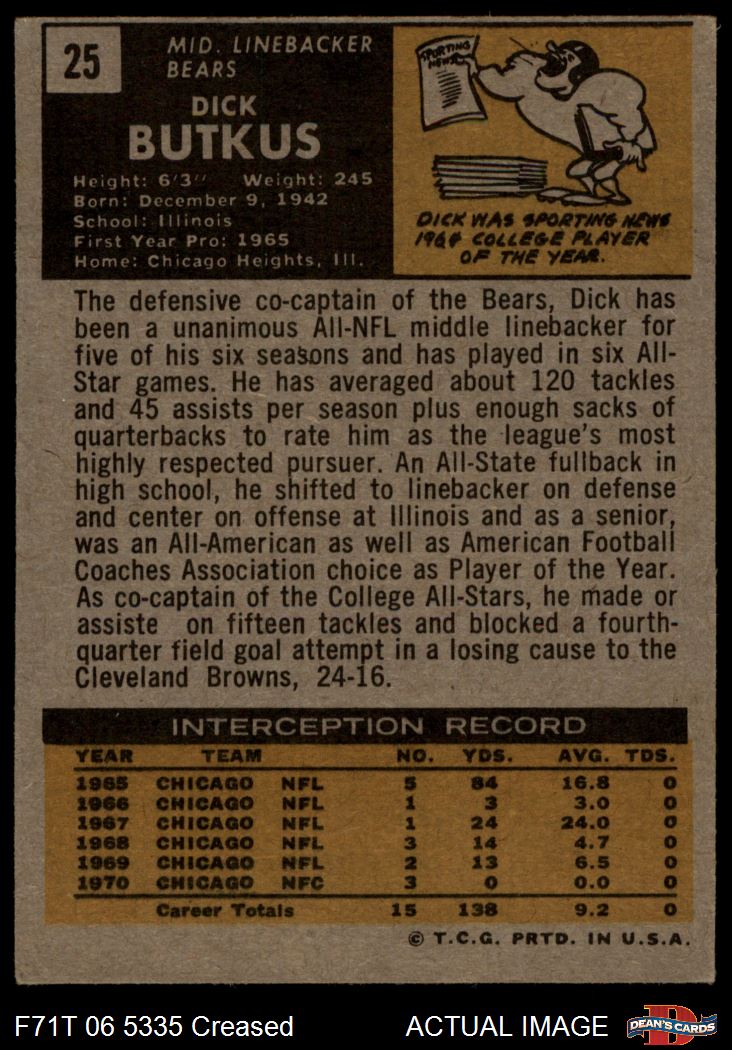 25
MID. LINEBACKER
BEARS
DICK
BUTKUS
Height: 6'3" Weight: 245
Born: December 9, 1942
School: Illinois
First Year Pro: 1965
Home: Chicago Heights, Ill.
SPORTING
NEWS
DICK WAS SPORTING NEWS
1964 COLLEGE PLAYER
OF THE YEAR.
The defensive co-captain of the Bears, Dick has
been a unanimous All-NFL middle linebacker for
five of his six seasons and has played in six All-
Star games. He has averaged about 120 tackles
and 45 assists per season plus enough sacks of
quarterbacks to rate him as the league's most
highly respected pursuer. An All-State fullback in
high school, he shifted to linebacker on defense
and center on offense at Illinois and as a senior,
was an All-American as well as American Football
Coaches Association choice as Player of the Year.
As co-captain of the College All-Stars, he made or
assiste on fifteen tackles and blocked a fourth-
quarter field goal attempt in a losing cause to the
Cleveland Browns, 24-16.
INTERCEPTION RECORD
YEAR TEAM NO. YDS. AVG. TDS.
1965 CHICAGO NFL 5 84 16.8 0
1966 CHICAGO NFL 1 3 3.0 0
1967 CHICAGO NFL 1 24 24.0 0
1968 CHICAGO NFL 3 14 4.7 0
1969 CHICAGO NFL 2 13 6.5 0
1970 CHICAGO NFC 3 0 0.0 0
Career Totals 15 138 9.2 0
© T.C.G. PRTD. IN U.S.A.
F71T 06 5335 Creased ACTUAL IMAGE
DEAN'S CARDS